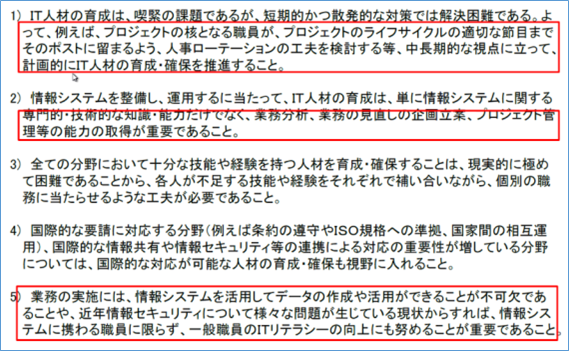 1) IT人材の育成は、喫緊の課題であるが、短期的かつ散発的な対策では解決困難である。よ
って、例えば、プロジェクトの核となる職員が、プロジェクトのライフサイクルの適切な節目まで
そのポストに留まるよう、人事ローテーションの工夫を検討する等、中長期的な視点に立って、
計画的にIT人材の育成・確保を推進すること。
2) 情報システムを整備し、運用するに当たって、IT人材の育成は、単に情報システムに関する
専門的・技術的な知識・能力だけでなく、業務分析、業務の見直しの企画立案、プロジェクト管
理等の能力の取得が重要であること。
3) 全ての分野において十分な技能や経験を持つ人材を育成・確保することは、現実的に極め
て困難であることから、各人が不足する技能や経験をそれぞれで補い合いながら、個別の職
務に当たらせるような工夫が必要であること。
4) 国際的な要請に対応する分野(例えば条約の遵守やISO規格への準拠、国家間の相互運
用)、国際的な情報共有や情報セキュリティ等の連携による対応の重要性が増している分野
については、国際的な対応が可能な人材の育成・確保も視野に入れること。
5) 業務の実施には、情報システムを活用してデータの作成や活用ができることが不可欠であ
ることや、近年情報セキュリティについて様々な問題が生じている現状からすれば、情報シス
テムに携わる職員に限らず、一般職員のITリテラシーの向上にも努めることが重要であること。